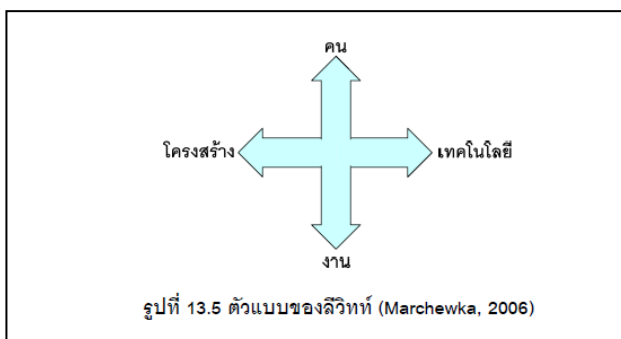 คน
โครงสร้าง
เทคโนโลยี
งาน
รูปที่ 13.5 ตัวแบบของลีวิทท์ (Marchewka, 2006)